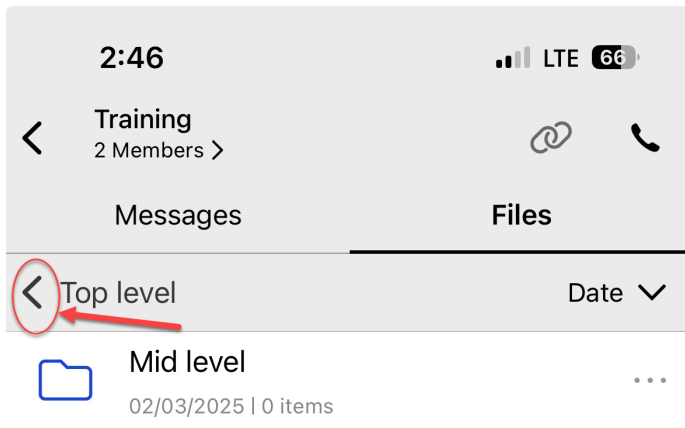 2:46 LTE 66
Training
2 Members
Messages Files
Top level Date
Mid level
02/03/2025 | 0 items